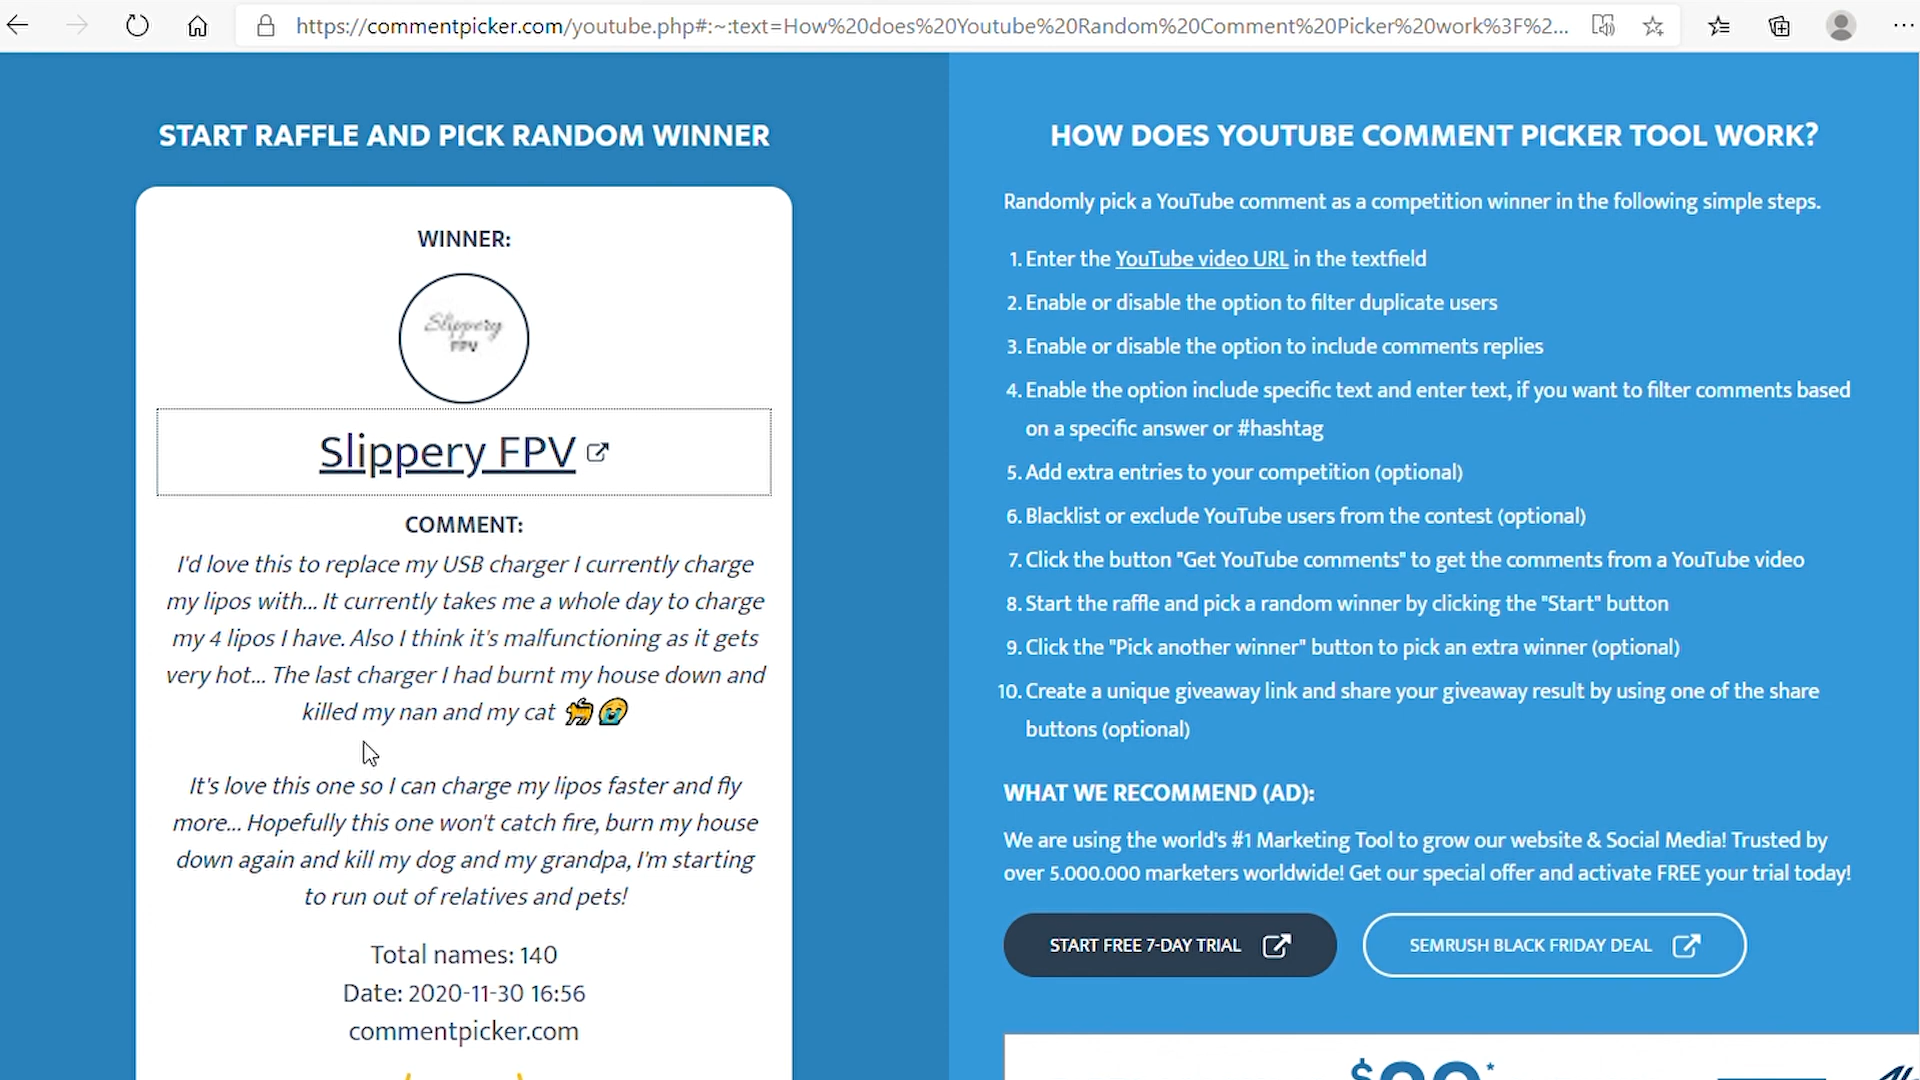 https://commentpicker.com/youtube.php#:~:text=How%20does%20Youtube%20Random%20Comment%20Picker%20work%3F%2...
START RAFFLE AND PICK RANDOM WINNER
WINNER:
Slippery
FPV
Slippery FPV
COMMENT:
I'd love this to replace my USB charger I currently charge
my lipos with... It currently takes me a whole day to charge
my 4 lipos I have. Also I think it's malfunctioning as it gets
very hot... The last charger I had burnt my house down and
killed my nan and my cat 🐈😭
It's love this one so I can charge my lipos faster and fly
more... Hopefully this one won't catch fire, burn my house
down again and kill my dog and my grandpa, I'm starting
to run out of relatives and pets!
Total names: 140
Date: 2020-11-30 16:56
commentpicker.com
HOW DOES YOUTUBE COMMENT PICKER TOOL WORK?
Randomly pick a YouTube comment as a competition winner in the following simple steps.
1. Enter the YouTube video URL in the textfield
2. Enable or disable the option to filter duplicate users
3. Enable or disable the option to include comments replies
4. Enable the option include specific text and enter text, if you want to filter comments based
on a specific answer or #hashtag
5. Add extra entries to your competition (optional)
6. Blacklist or exclude YouTube users from the contest (optional)
7. Click the button "Get YouTube comments" to get the comments from a YouTube video
8. Start the raffle and pick a random winner by clicking the "Start" button
9. Click the "Pick another winner" button to pick an extra winner (optional)
10. Create a unique giveaway link and share your giveaway result by using one of the share
buttons (optional)
WHAT WE RECOMMEND (AD):
We are using the world's #1 Marketing Tool to grow our website & Social Media! Trusted by
over 5.000.000 marketers worldwide! Get our special offer and activate FREE your trial today!
START FREE 7-DAY TRIAL
SEMRUSH BLACK FRIDAY DEAL